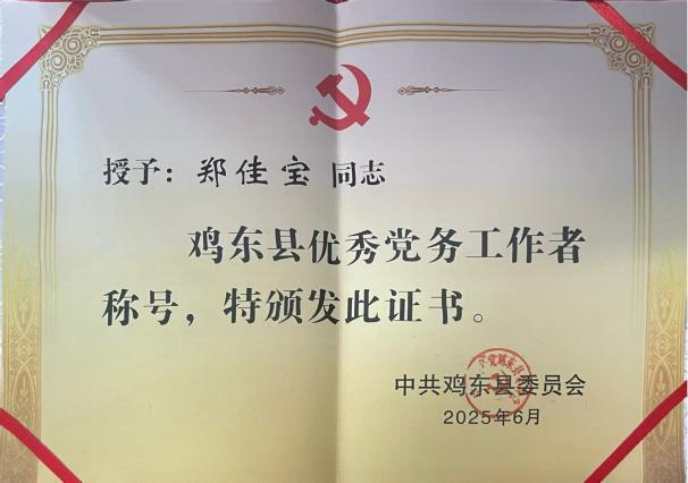 授予：郑佳宝 同志
鸡东县优秀党务工作者
称号，特颁发此证书。
中共鸡东县委员会
2025年6月